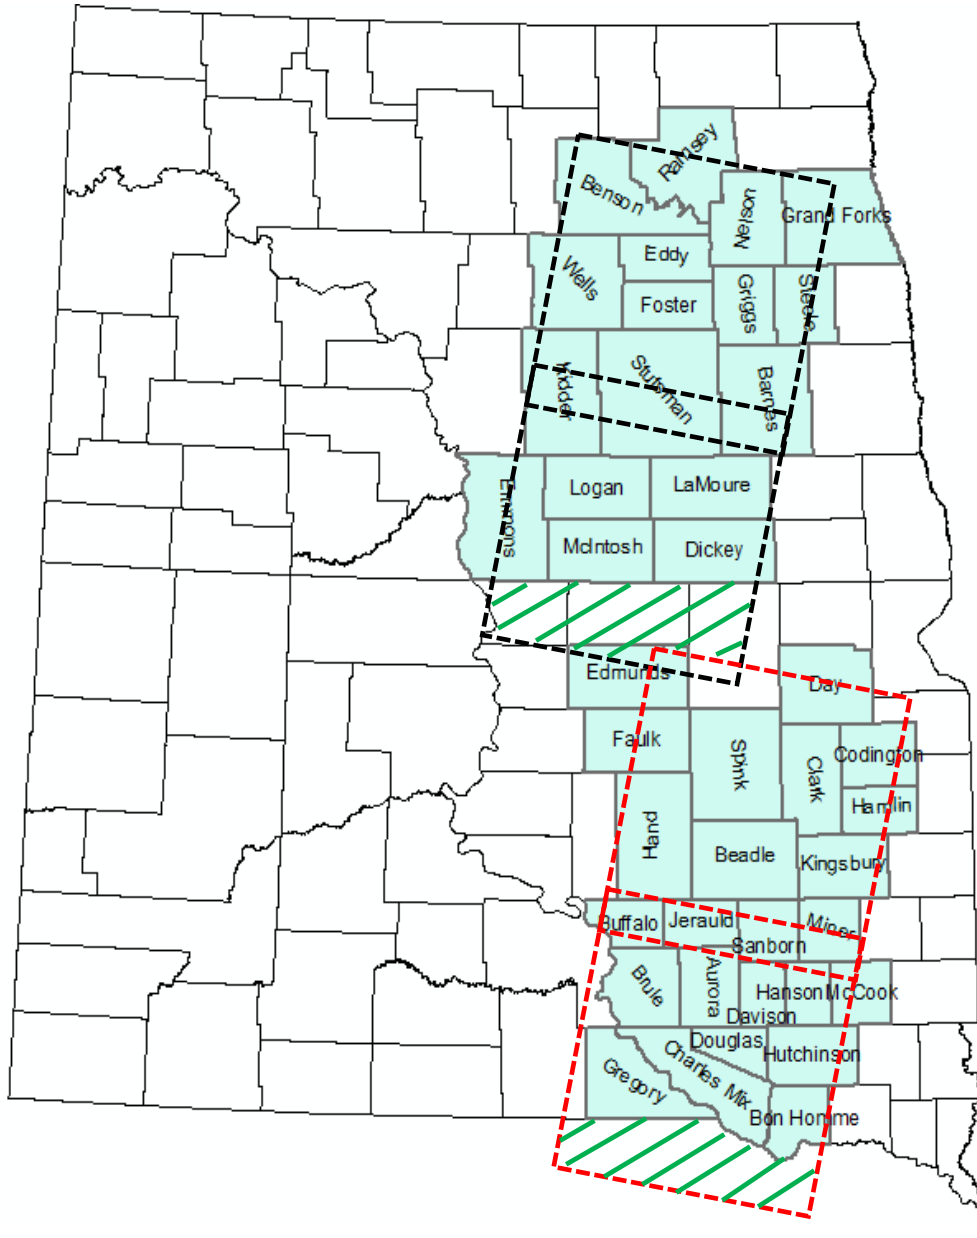 Ramsey
Benson
Nelson
Grand Forks
Eddy
Wells
Griggs
Steele
Foster
Kidder
Stutsman
Barnes
Emmons
Logan
LaMoure
McIntosh
Dickey
Edmunds
Day
Faulk
Spink
Clark
Codington
Hamlin
Hand
Beadle
Kingsbury
Buffalo
Jerauld
Miner
Sanborn
Brule
Aurora
Hanson
McCook
Davison
Douglas
Hutchinson
Charles Mix
Gregory
Bon Homme